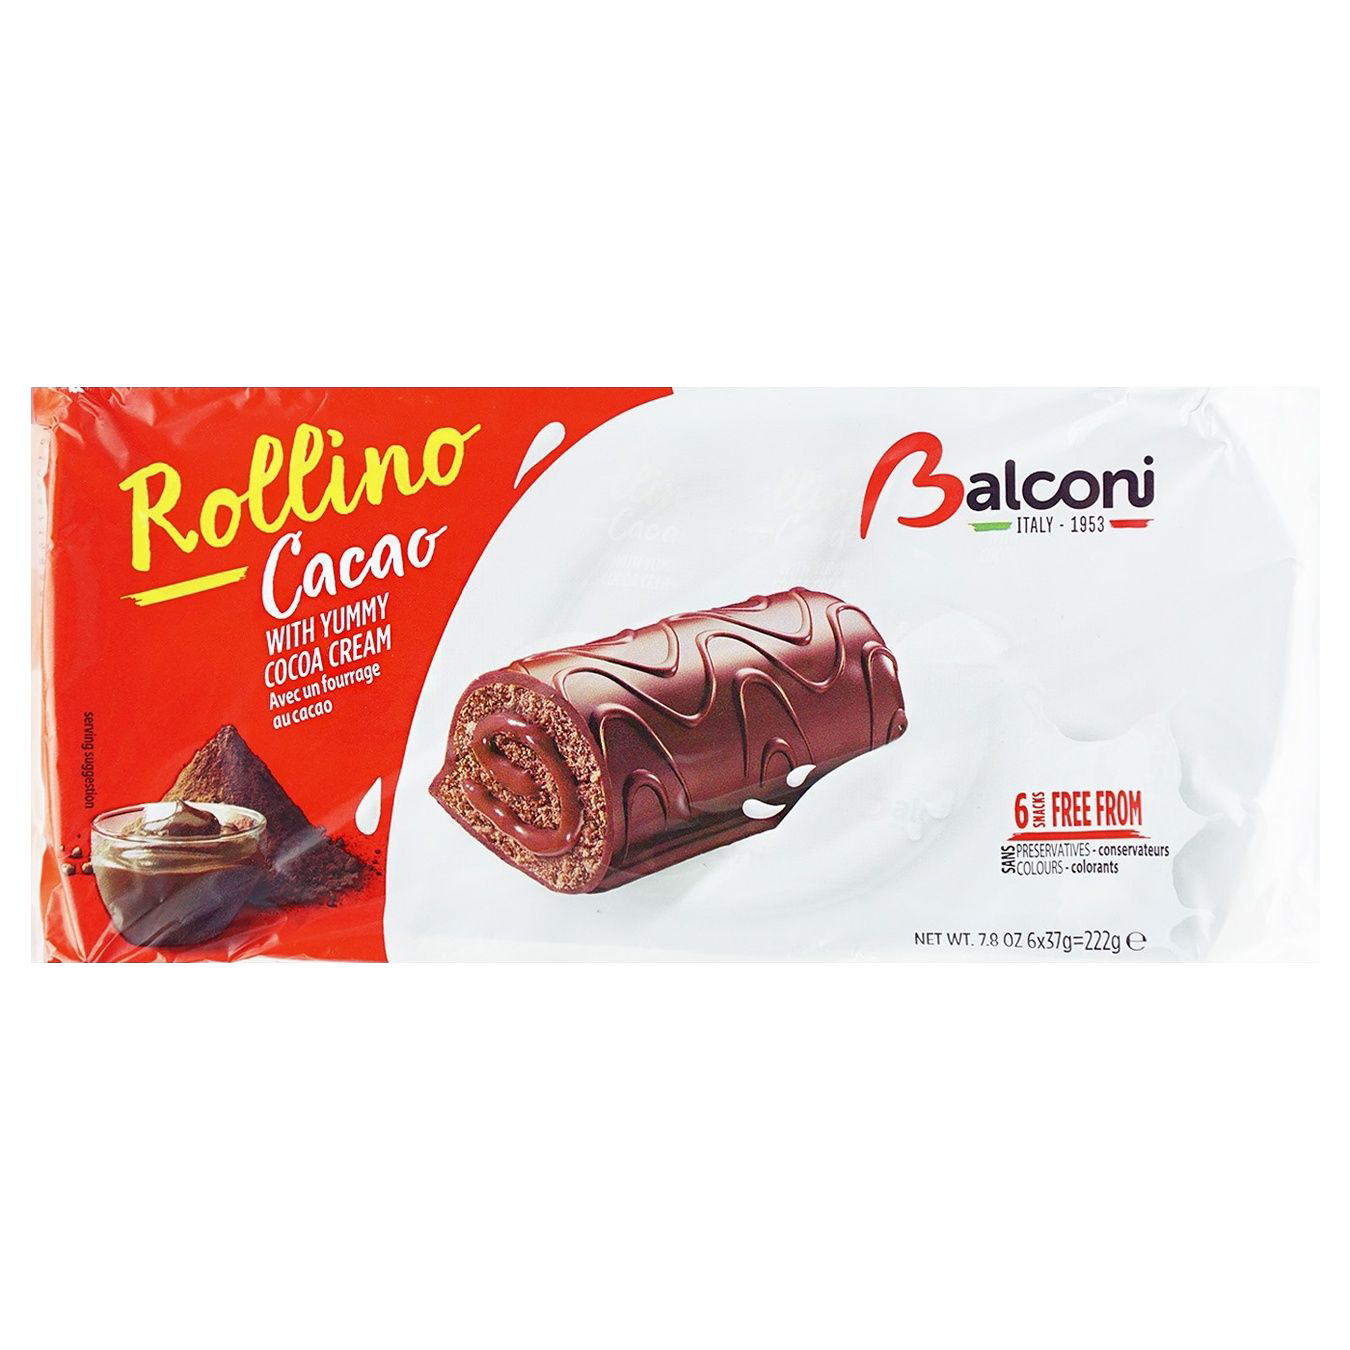 Rollino
Cacao
WITH YUMMY
COCOA CREAM
Avec un fourrage
au cacao
serving suggestion
Balconi
ITALY - 1953
6 SNACKS FREE FROM
SANS
PRESERVATIVES - conservateurs
COLOURS - colorants
NET WT. 7.8 OZ 6x37g=222g ℮